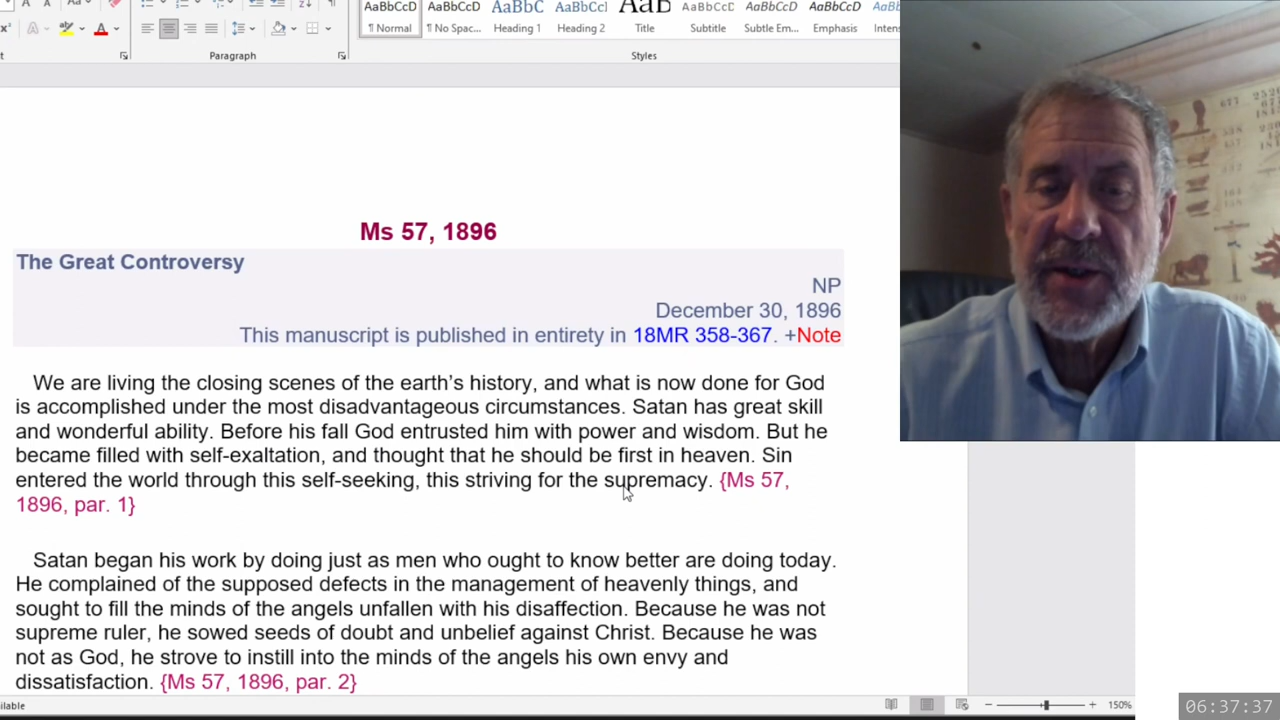 AaBbCcD AaBbCcD AaBbC AaBbCcl AaB AaBbCcD AaBbCcD AaBbCcD AaBb
¶ Normal ¶ No Spac... Heading 1 Heading 2 Title Subtitle Subtle Em... Emphasis Intens
Paragraph Styles
Ms 57, 1896
The Great Controversy
NP
December 30, 1896
This manuscript is published in entirety in 18MR 358-367. +Note
We are living the closing scenes of the earth’s history, and what is now done for God
is accomplished under the most disadvantageous circumstances. Satan has great skill
and wonderful ability. Before his fall God entrusted him with power and wisdom. But he
became filled with self-exaltation, and thought that he should be first in heaven. Sin
entered the world through this self-seeking, this striving for the supremacy. {Ms 57,
1896, par. 1}
Satan began his work by doing just as men who ought to know better are doing today.
He complained of the supposed defects in the management of heavenly things, and
sought to fill the minds of the angels unfallen with his disaffection. Because he was not
supreme ruler, he sowed seeds of doubt and unbelief against Christ. Because he was
not as God, he strove to instill into the minds of the angels his own envy and
dissatisfaction. {Ms 57, 1896, par. 2}
ilable
150%
677 2520
06:37:37